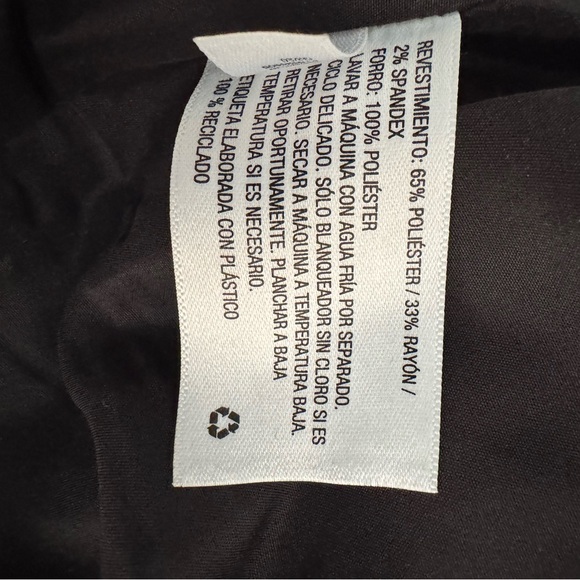 REVESTIMIENTO: 65% POLIÉSTER / 33% RAYÓN /
2% SPANDEX
FORRO: 100% POLIÉSTER
LAVAR A MÁQUINA CON AGUA FRÍA POR SEPARADO.
CICLO DELICADO. SÓLO BLANQUEADOR SIN CLORO SI ES
NECESARIO. SECAR A MÁQUINA A TEMPERATURA BAJA.
RETIRAR OPORTUNAMENTE. PLANCHAR A BAJA
TEMPERATURA SI ES NECESARIO.
ETIQUETA ELABORADA CON PLÁSTICO
100 % RECICLADO